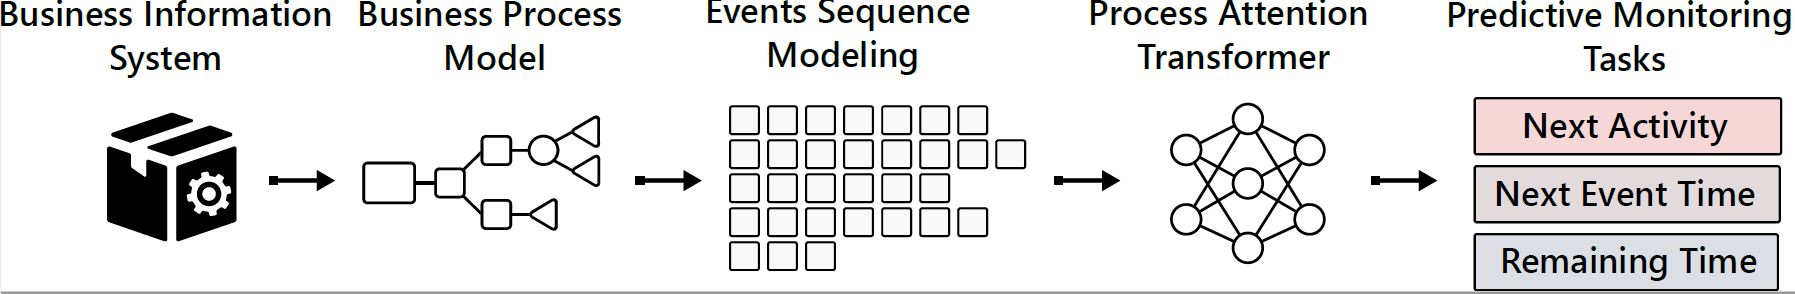 Business Information
System
Business Process
Model
Events Sequence
Modeling
Process Attention
Transformer
Predictive Monitoring
Tasks
Next Activity
Next Event Time
Remaining Time